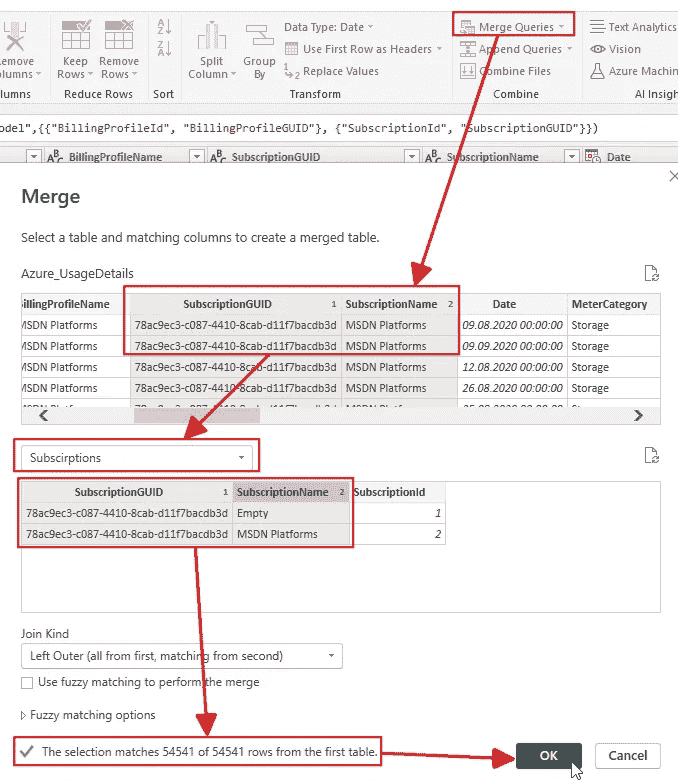 Remove Columns Keep Rows Remove Rows Split Column Group By Data Type: Date Merge Queries Text Analytics
Use First Row as Headers Append Queries Vision
Replace Values Combine Files Azure Machin
lumns Reduce Rows Sort Transform Combine AI Insigh
odel",{{"BillingProfileId", "BillingProfileGUID"}, {"SubscriptionId", "SubscriptionGUID"}})
BillingProfileName SubscriptionGUID SubscriptionName Date
Merge
Select a table and matching columns to create a merged table.
Azure_UsageDetails
BillingProfileName SubscriptionGUID 1 SubscriptionName 2 Date MeterCategory
MSDN Platforms 78ac9ec3-c087-4410-8cab-d11f7bacdb3d MSDN Platforms 09.08.2020 00:00:00 Storage
MSDN Platforms 78ac9ec3-c087-4410-8cab-d11f7bacdb3d MSDN Platforms 09.09.2020 00:00:00 Storage
MSDN Platforms 78ac9ec3-c087-4410-8cab-d11f7bacdb3d MSDN Platforms 12.08.2020 00:00:00 Storage
MSDN Platforms 78ac9ec3-c087-4410-8cab-d11f7bacdb3d MSDN Platforms 26.08.2020 00:00:00 Storage
Subscirptions
SubscriptionGUID 1 SubscriptionName 2 SubscriptionId
78ac9ec3-c087-4410-8cab-d11f7bacdb3d Empty 1
78ac9ec3-c087-4410-8cab-d11f7bacdb3d MSDN Platforms 2
Join Kind
Left Outer (all from first, matching from second)
Use fuzzy matching to perform the merge
Fuzzy matching options
The selection matches 54541 of 54541 rows from the first table.
OK Cancel